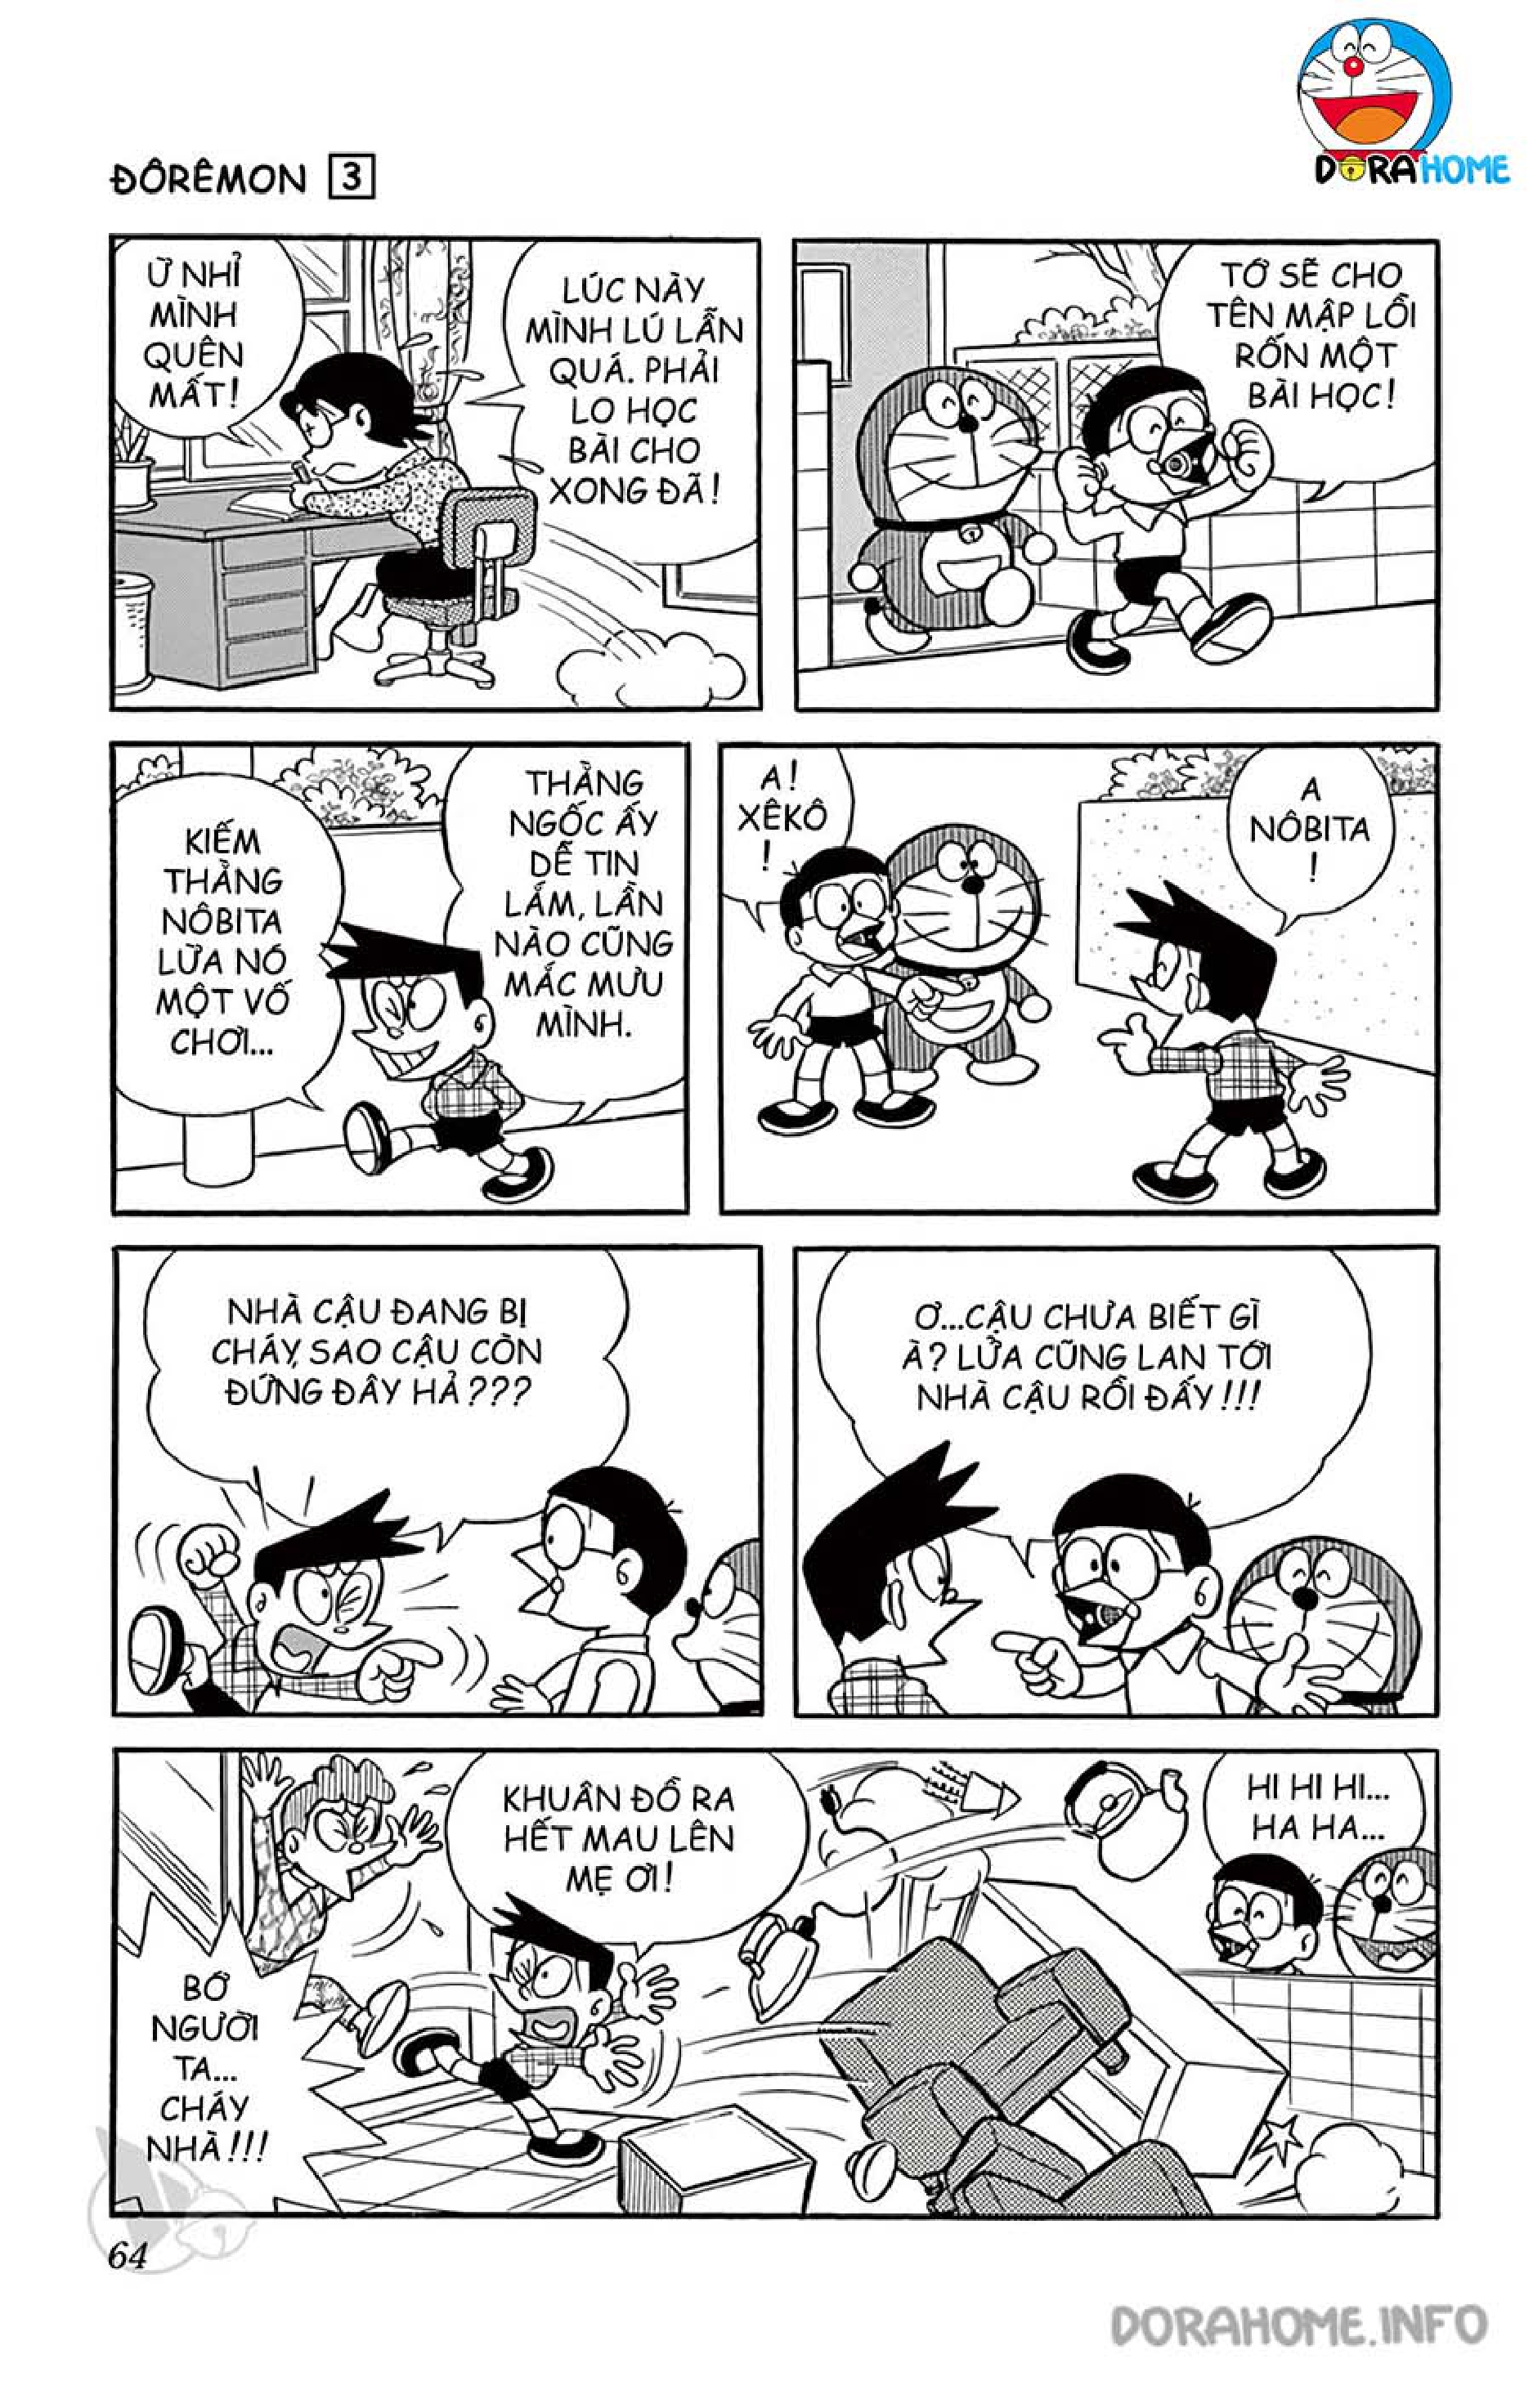 DORAHOME
ĐÔRÊMON 3
Ừ NHỈ
MÌNH
QUÊN
MẤT!
LÚC NÀY
MÌNH LÚ LẪN
QUÁ. PHẢI
LO HỌC
BÀI CHO
XONG ĐÃ!
TỚ SẼ CHO
TÊN MẬP LỒI
RỐN MỘT
BÀI HỌC!
KIẾM
THẰNG
NÔBITA
LỪA NÓ
MỘT VỐ
CHƠI...
THẰNG
NGỐC ẤY
DỄ TIN
LẮM, LẦN
NÀO CŨNG
MẮC MƯU
MÌNH.
A!
XÊKÔ
!
A
NÔBITA
!
NHÀ CẬU ĐANG BỊ
CHÁY, SAO CẬU CÒN
ĐỨNG ĐÂY HẢ???
Ơ...CẬU CHƯA BIẾT GÌ
À? LỬA CŨNG LAN TỚI
NHÀ CẬU RỒI ĐẤY!!!
BỚ
NGƯỜI
TA...
CHÁY
NHÀ!!!
KHUÂN ĐỒ RA
HẾT MAU LÊN
MẸ ƠI!
HI HI HI...
HA HA...
64
DORAHOME.INFO